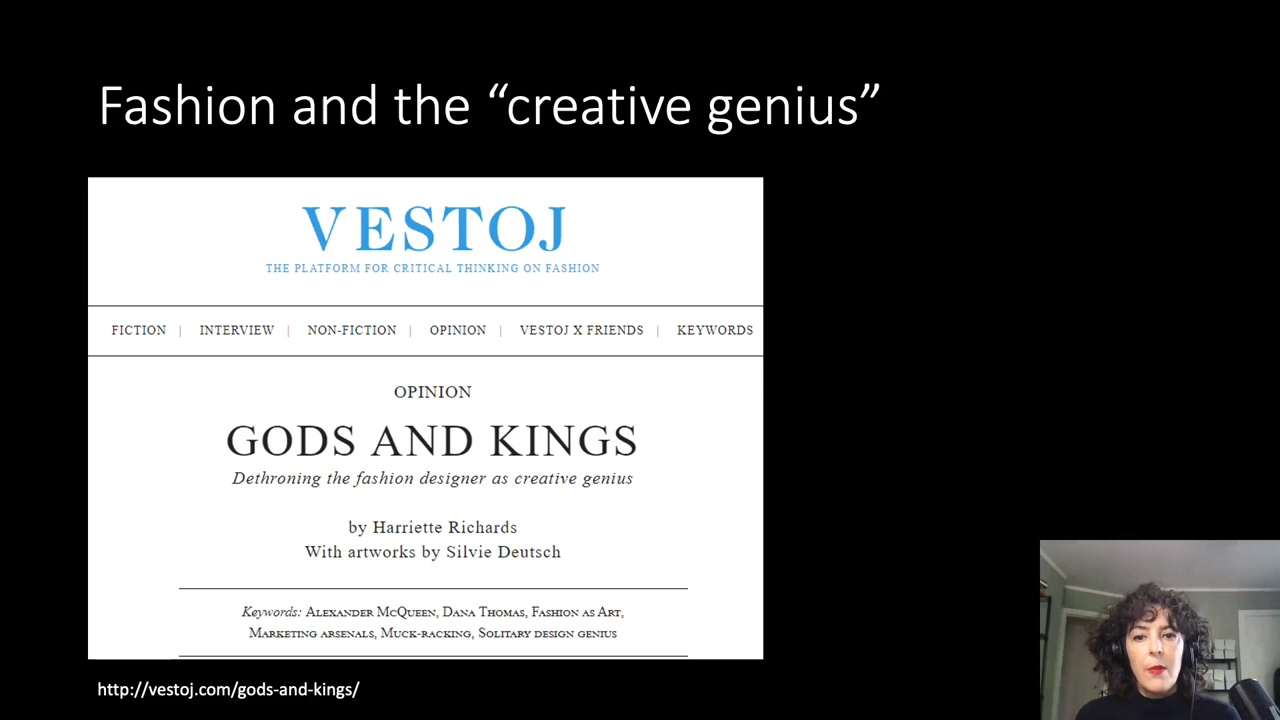 Fashion and the “creative genius”
VESTOJ
THE PLATFORM FOR CRITICAL THINKING ON FASHION
FICTION | INTERVIEW | NON-FICTION | OPINION | VESTOJ X FRIENDS | KEYWORDS
OPINION
GODS AND KINGS
Dethroning the fashion designer as creative genius
by Harriette Richards
With artworks by Silvie Deutsch
Keywords: Alexander McQueen, Dana Thomas, Fashion as Art,
Marketing arsenals, Muck-racking, Solitary design genius
http://vestoj.com/gods-and-kings/